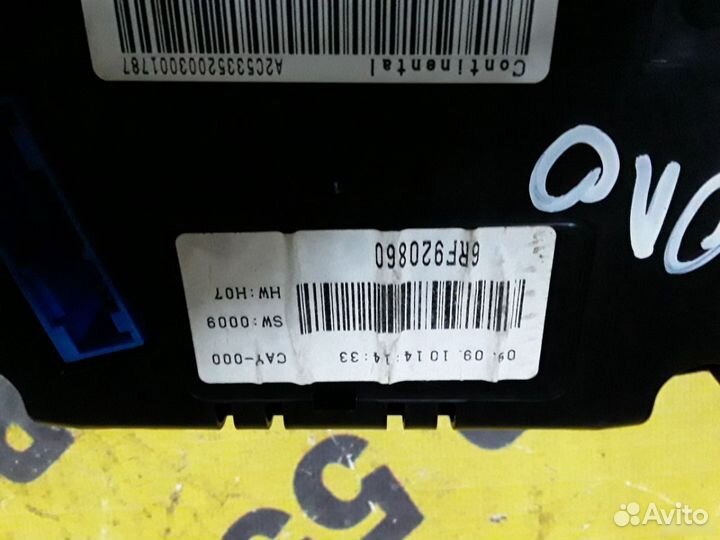 Continental
A2C53352003001787
6RF920860
09. 09. 10 14:14:33
CAY-000
SW:0009
HW:H07
Avito